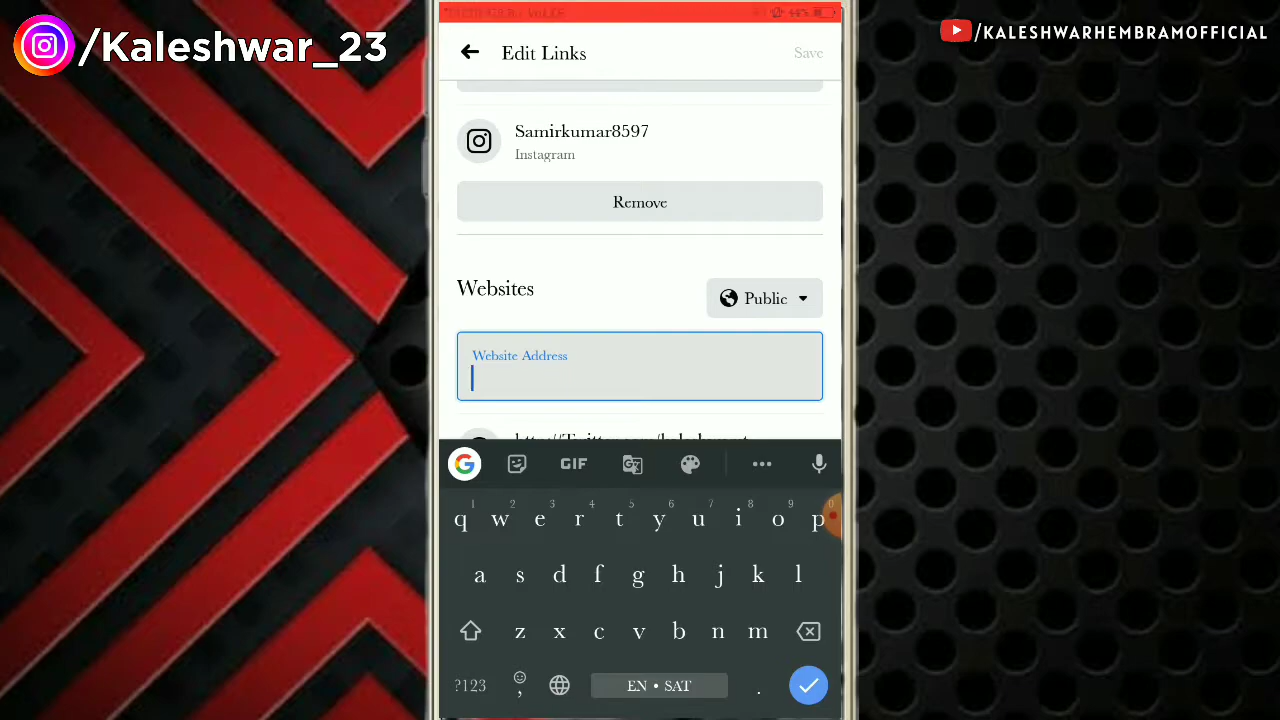 /Kaleshwar_23
/KALESHWARHEMBRAMOFFICIAL
44%
Edit Links
Save
Samirkumar8597
Instagram
Remove
Websites
Public
Website Address
G
GIF
1 2 3 4 5 6 7 8 9 0
q w e r t y u i o p
a s d f g h j k l
z x c v b n m
?123 , EN • SAT .